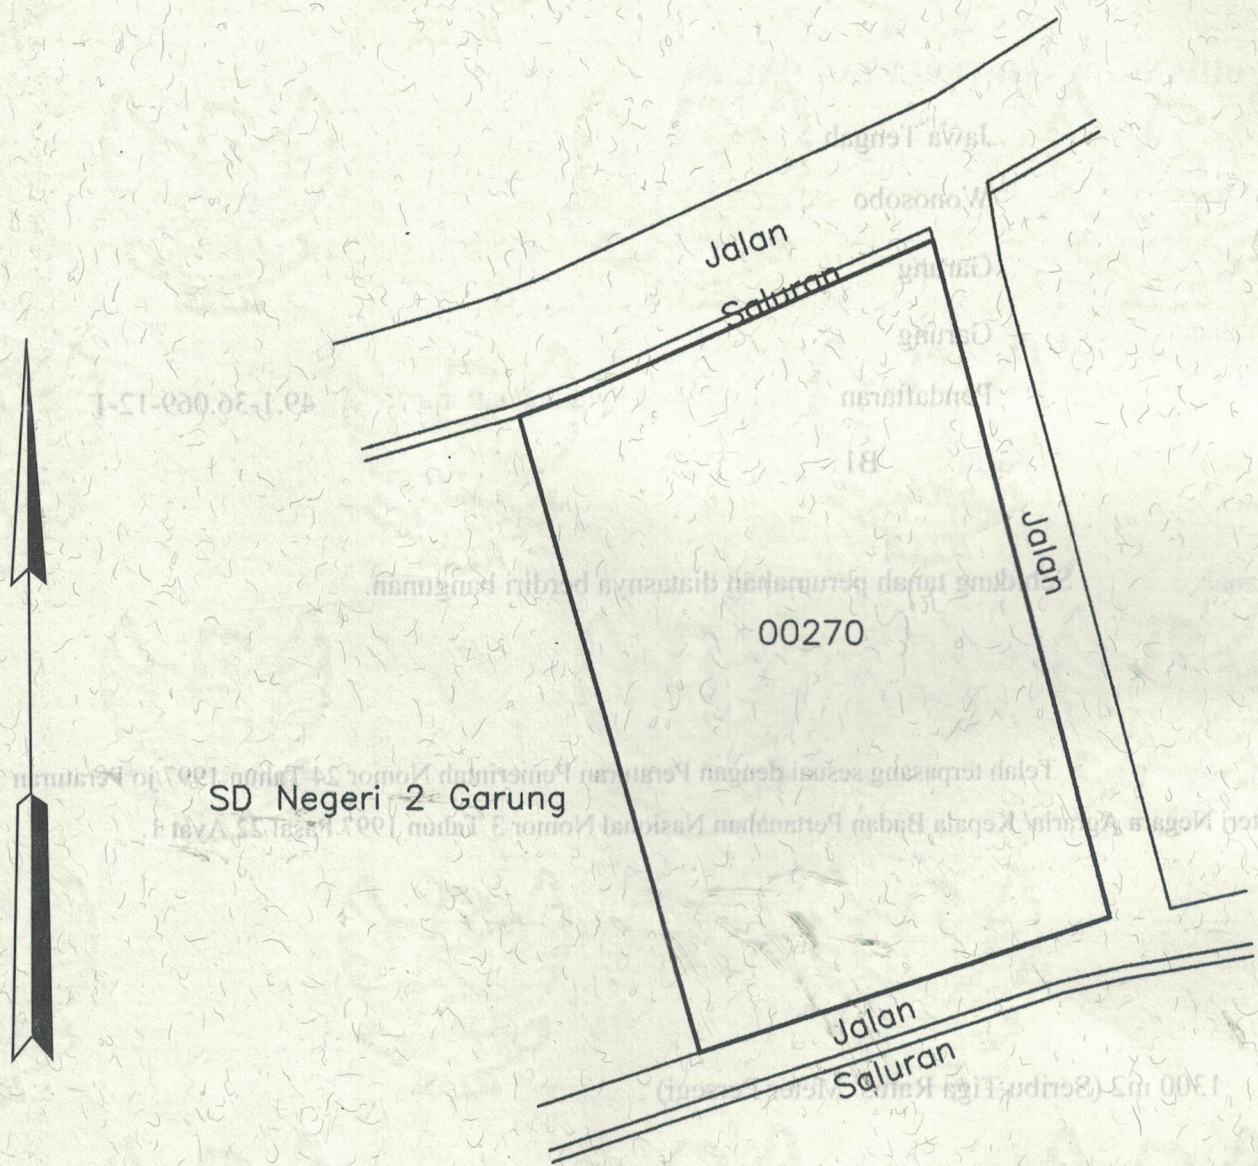 Jawa Tengah
Wonosobo
Jalan
Garung
Saluran
Garung
Pendaftaran 49.1-36.069-12-1
B1
Jalan
Sebidang tanah perumahan diatasnya berdiri bangunan.
00270
Telah terpasang sesuai dengan Peraturan Pemerintah Nomor 24 Tahun 1997 jo Peraturan
SD Negeri 2 Garung
teri Negara Agraria/ Kepala Badan Pertanahan Nasional Nomor 3 Tahun 1997 Pasal 22 Ayat 1.
Jalan
Saluran
1300 m2 (Seribu Tiga Ratus Meter Persegi)